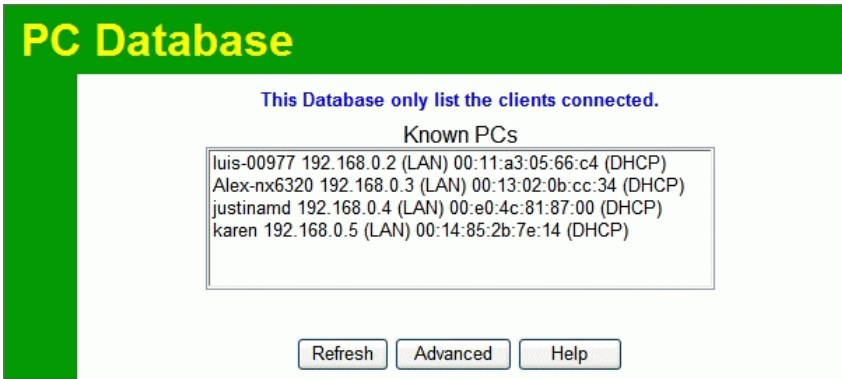 PC Database
This Database only list the clients connected.
Known PCs
luis-00977 192.168.0.2 (LAN) 00:11:a3:05:66:c4 (DHCP)
Alex-nx6320 192.168.0.3 (LAN) 00:13:02:0b:cc:34 (DHCP)
justinamd 192.168.0.4 (LAN) 00:e0:4c:81:87:00 (DHCP)
karen 192.168.0.5 (LAN) 00:14:85:2b:7e:14 (DHCP)
Refresh Advanced Help